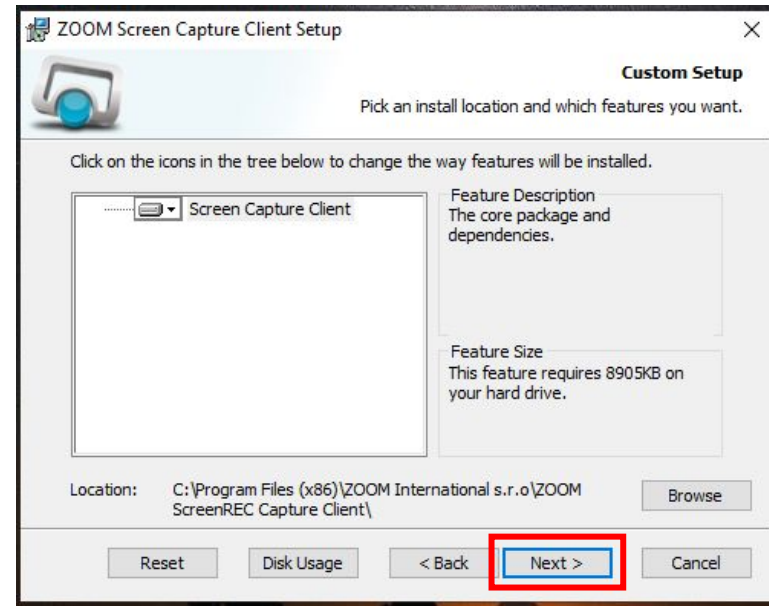 ZOOM Screen Capture Client Setup
Custom Setup
Pick an install location and which features you want.
Click on the icons in the tree below to change the way features will be installed.
Screen Capture Client
Feature Description
The core package and
dependencies.
Feature Size
This feature requires 8905KB on
your hard drive.
Location: C:\Program Files (x86)\ZOOM International s.r.o\ZOOM
ScreenREC Capture Client\
Browse
Reset Disk Usage < Back Next > Cancel